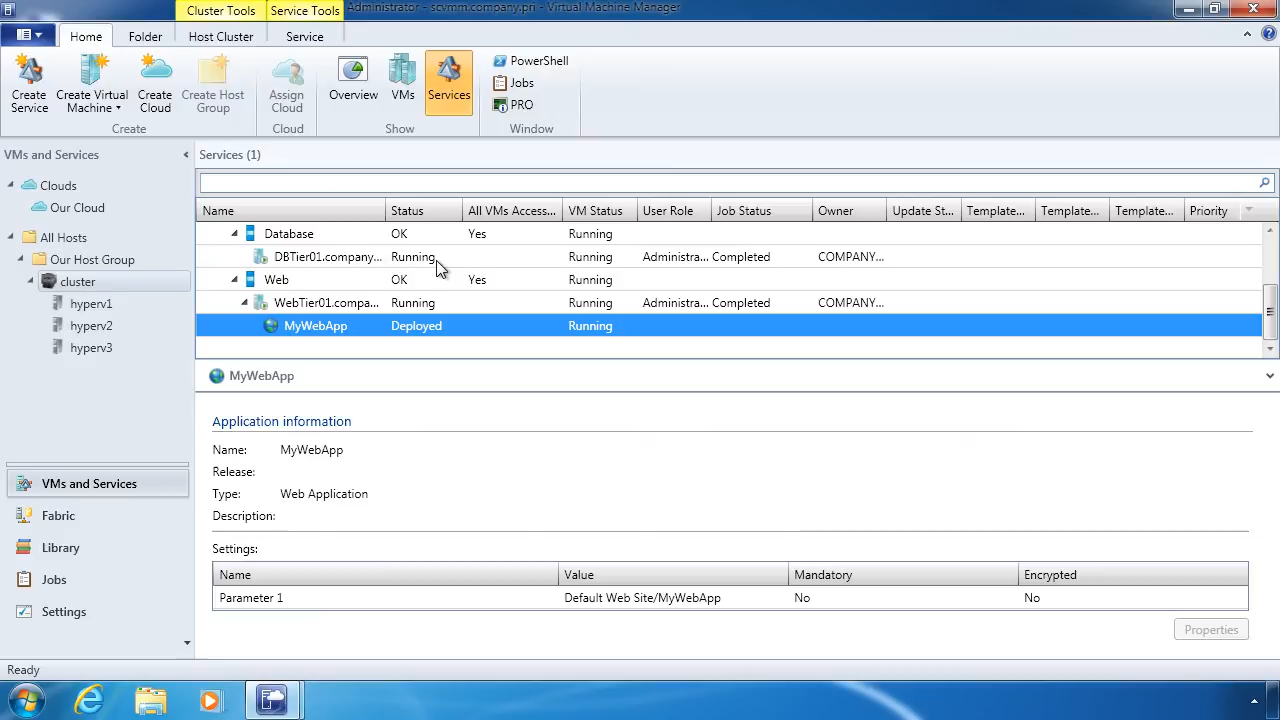 Cluster Tools Service Tools Administrator - scvmm.company.pri - Virtual Machine Manager
Home Folder Host Cluster Service
Create Service
Create Virtual Machine
Create Cloud
Create Host Group
Assign Cloud
Overview
VMs
Services
PowerShell
Jobs
PRO
Create Cloud Show Window
VMs and Services
Clouds
Our Cloud
All Hosts
Our Host Group
cluster
hyperv1
hyperv2
hyperv3
VMs and Services
Fabric
Library
Jobs
Settings
Services (1)
Name Status All VMs Access... VM Status User Role Job Status Owner Update St... Template... Template... Template... Priority
Database OK Yes Running
DBTier01.company... Running Running Administra... Completed COMPANY...
Web OK Yes Running
WebTier01.compa... Running Running Administra... Completed COMPANY...
MyWebApp Deployed Running
MyWebApp
Application information
Name: MyWebApp
Release:
Type: Web Application
Description:
Settings:
Name Value Mandatory Encrypted
Parameter 1 Default Web Site/MyWebApp No No
Properties
Ready